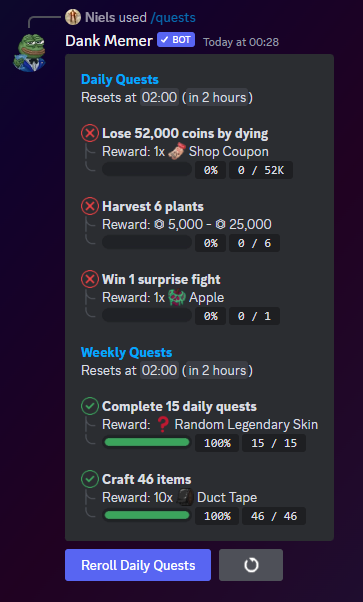 Niels used /quests
Dank Memer ✓ BOT Today at 00:28
Daily Quests
Resets at 02:00 (in 2 hours)
Lose 52,000 coins by dying
Reward: 1x Shop Coupon
0% 0 / 52K
Harvest 6 plants
Reward: 5,000 - 25,000
0% 0 / 6
Win 1 surprise fight
Reward: 1x Apple
0% 0 / 1
Weekly Quests
Resets at 02:00 (in 2 hours)
Complete 15 daily quests
Reward: ❓ Random Legendary Skin
100% 15 / 15
Craft 46 items
Reward: 10x Duct Tape
100% 46 / 46
Reroll Daily Quests